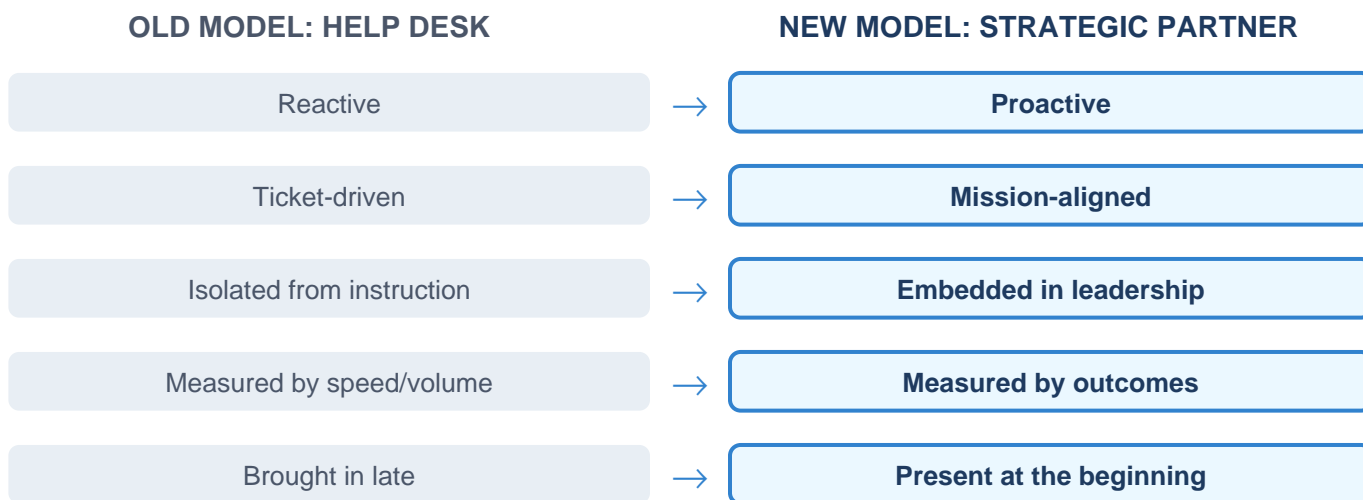 OLD MODEL: HELP DESK
NEW MODEL: STRATEGIC PARTNER
Reactive
→
Proactive
Ticket-driven
→
Mission-aligned
Isolated from instruction
→
Embedded in leadership
Measured by speed/volume
→
Measured by outcomes
Brought in late
→
Present at the beginning